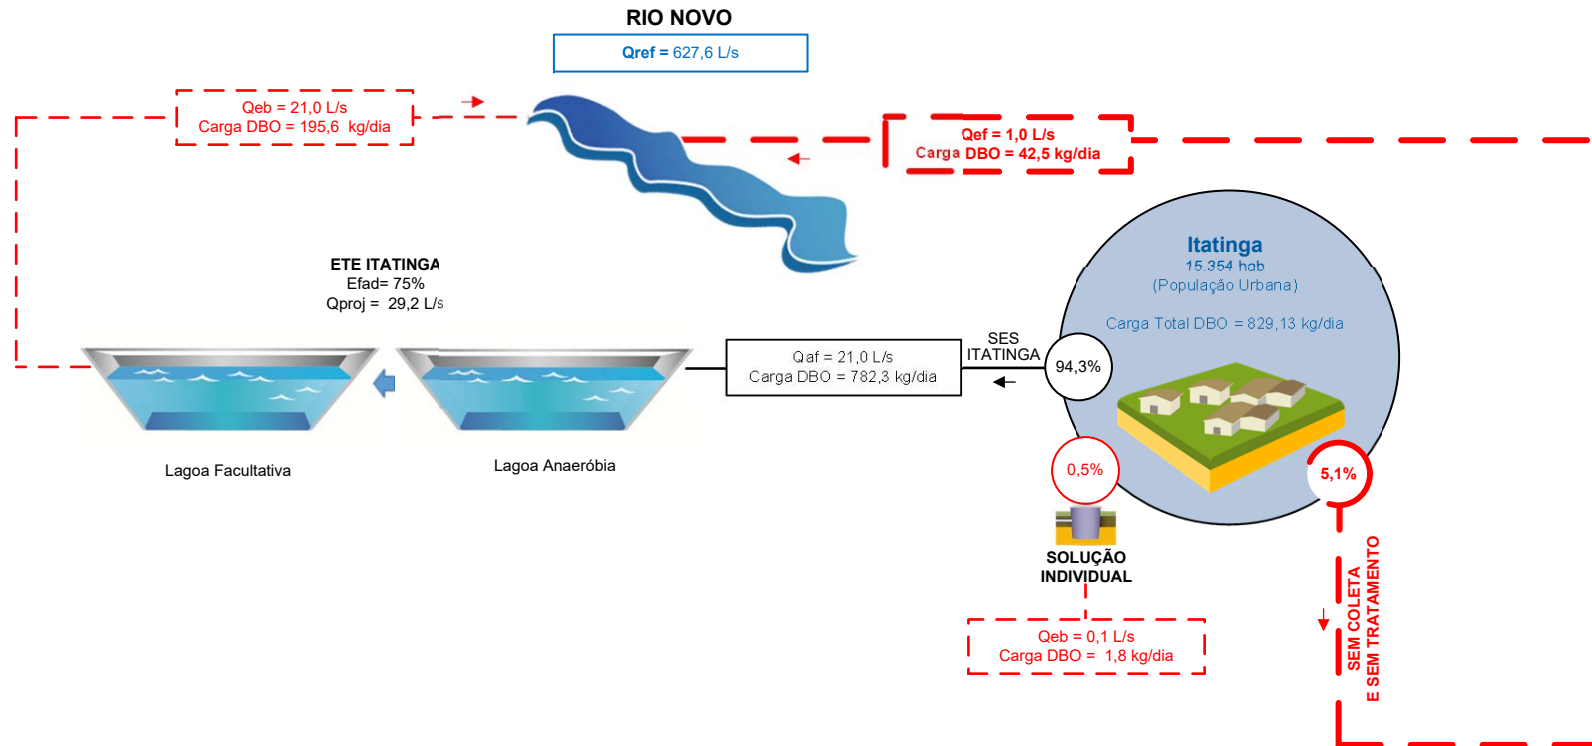 RIO NOVO
Qref = 627,6 L/s
Qeb = 21,0 L/s
Carga DBO = 195,6 kg/dia
Qef = 1,0 L/s
Carga DBO = 42,5 kg/dia
ETE ITATINGA
Efad= 75%
Qproj = 29,2 L/s
Itatinga
15.354 hab
(População Urbana)
Carga Total DBO = 829,13 kg/dia
SES
ITATINGA
94,3%
Qaf = 21,0 L/s
Carga DBO = 782,3 kg/dia
Lagoa Facultativa
Lagoa Anaeróbia
0,5%
5,1%
SOLUÇÃO
INDIVIDUAL
Qeb = 0,1 L/s
Carga DBO = 1,8 kg/dia
SEM COLETA
E SEM TRATAMENTO